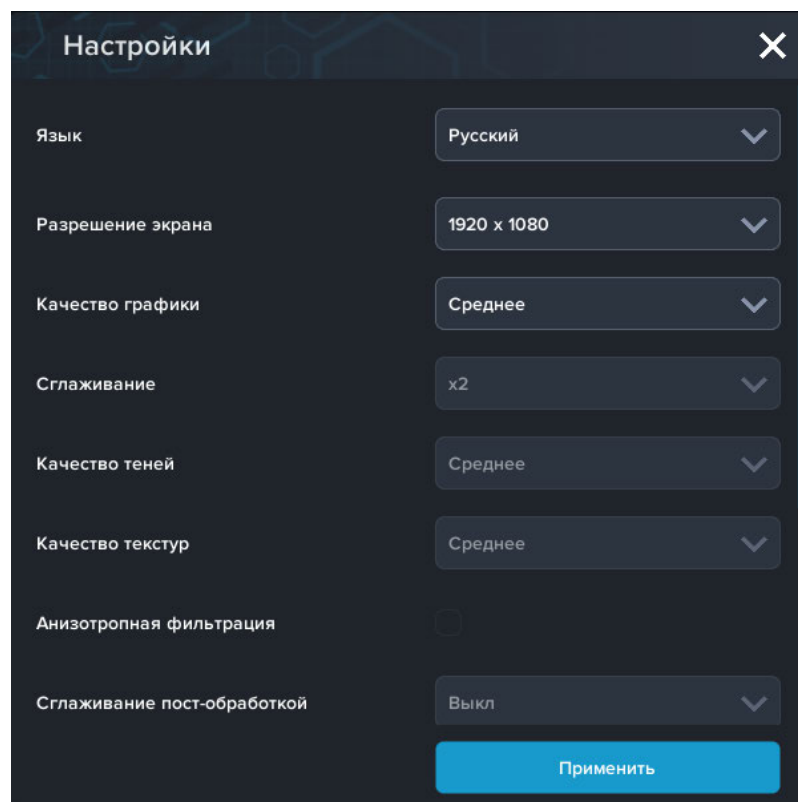 Настройки
Язык Русский
Разрешение экрана 1920 x 1080
Качество графики Среднее
Сглаживание x2
Качество теней Среднее
Качество текстур Среднее
Анизотропная фильтрация
Сглаживание пост-обработкой Выкл
Применить